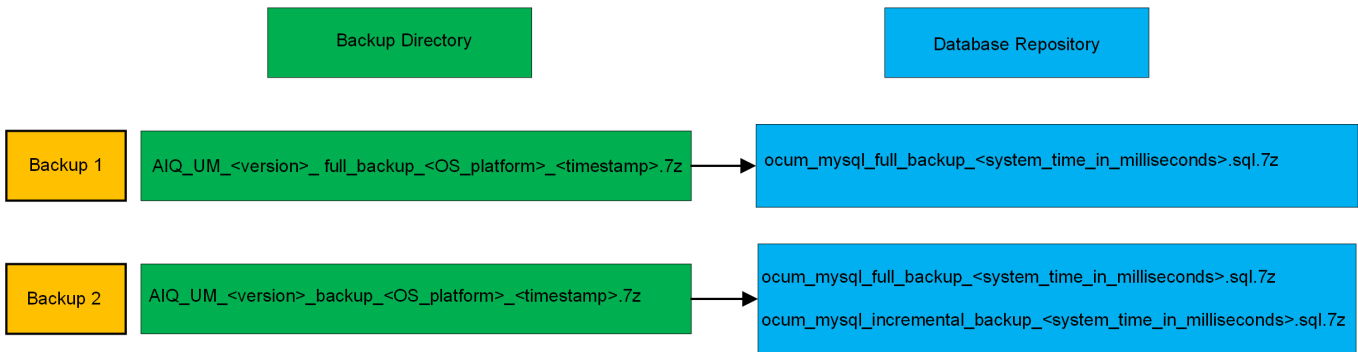 Backup Directory
Database Repository
Backup 1
AIQ_UM_<version>_ full_backup_<OS_platform>_<timestamp>.7z
ocum_mysql_full_backup_<system_time_in_milliseconds>.sql.7z
Backup 2
AIQ_UM_<version>_backup_<OS_platform>_<timestamp>.7z
ocum_mysql_full_backup_<system_time_in_milliseconds>.sql.7z
ocum_mysql_incremental_backup_<system_time_in_milliseconds>.sql.7z